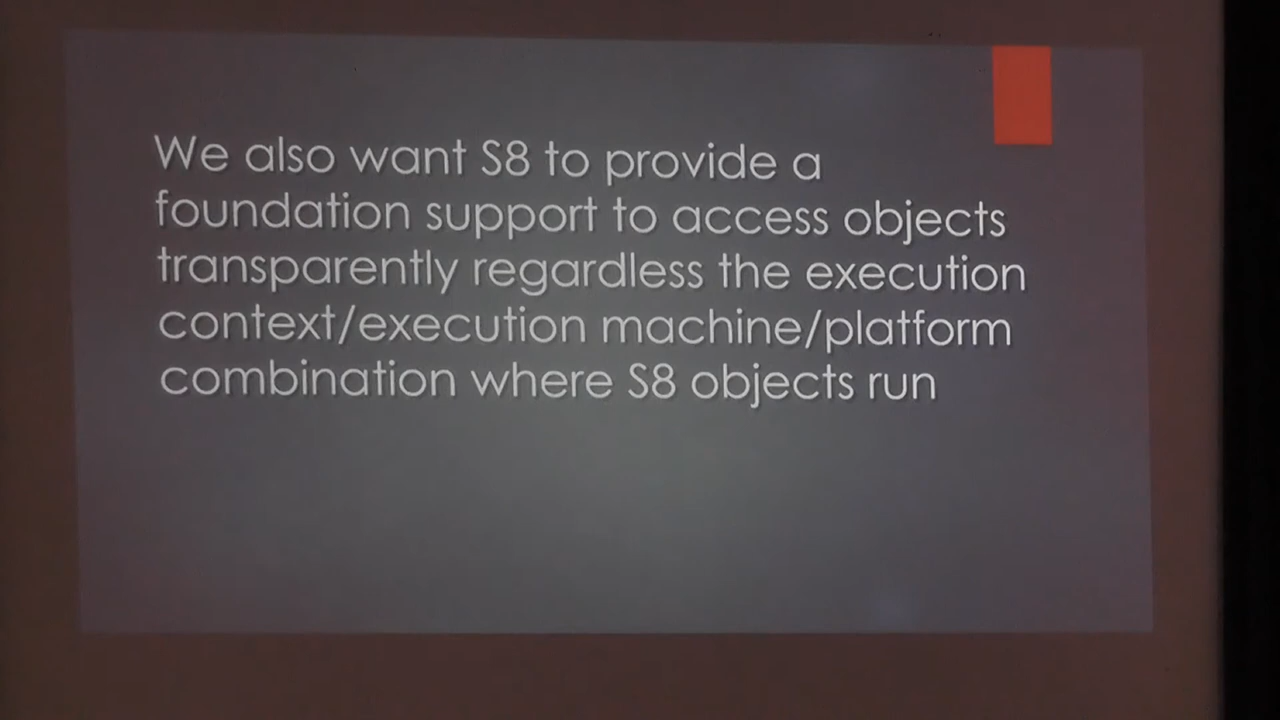 We also want S8 to provide a
foundation support to access objects
transparently regardless the execution
context/execution machine/platform
combination where S8 objects run